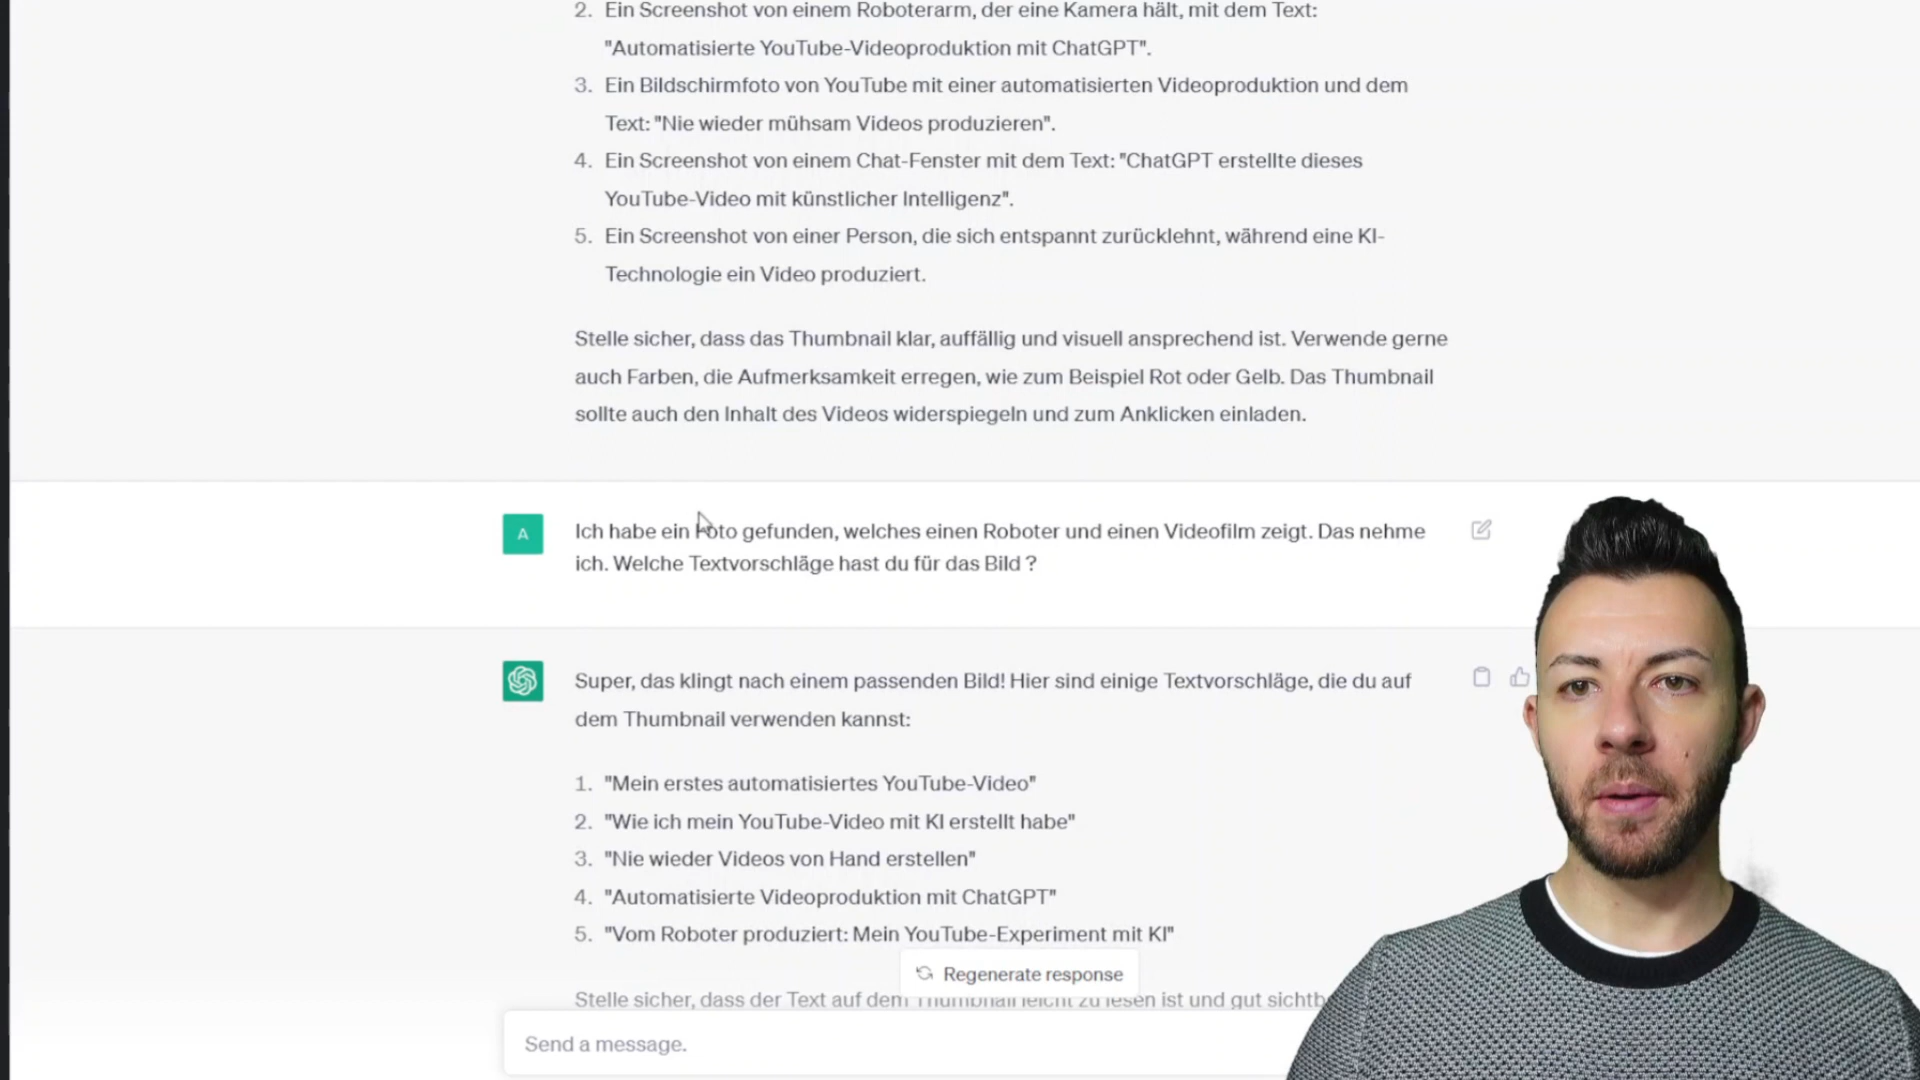 2. Ein Screenshot von einem Roboterarm, der eine Kamera hält, mit dem Text:
"Automatisierte YouTube-Videoproduktion mit ChatGPT".
3. Ein Bildschirmfoto von YouTube mit einer automatisierten Videoproduktion und dem
Text: "Nie wieder mühsam Videos produzieren".
4. Ein Screenshot von einem Chat-Fenster mit dem Text: "ChatGPT erstellte dieses
YouTube-Video mit künstlicher Intelligenz".
5. Ein Screenshot von einer Person, die sich entspannt zurücklehnt, während eine KI-
Technologie ein Video produziert.
Stelle sicher, dass das Thumbnail klar, auffällig und visuell ansprechend ist. Verwende gerne
auch Farben, die Aufmerksamkeit erregen, wie zum Beispiel Rot oder Gelb. Das Thumbnail
sollte auch den Inhalt des Videos widerspiegeln und zum Anklicken einladen.
A
Ich habe ein Foto gefunden, welches einen Roboter und einen Videofilm zeigt. Das nehme
ich. Welche Textvorschläge hast du für das Bild ?
Super, das klingt nach einem passenden Bild! Hier sind einige Textvorschläge, die du auf
dem Thumbnail verwenden kannst:
1. "Mein erstes automatisiertes YouTube-Video"
2. "Wie ich mein YouTube-Video mit KI erstellt habe"
3. "Nie wieder Videos von Hand erstellen"
4. "Automatisierte Videoproduktion mit ChatGPT"
5. "Vom Roboter produziert: Mein YouTube-Experiment mit KI"
Regenerate response
Stelle sicher, dass der Text auf dem Thumbnail leicht zu lesen ist und gut
Send a message.